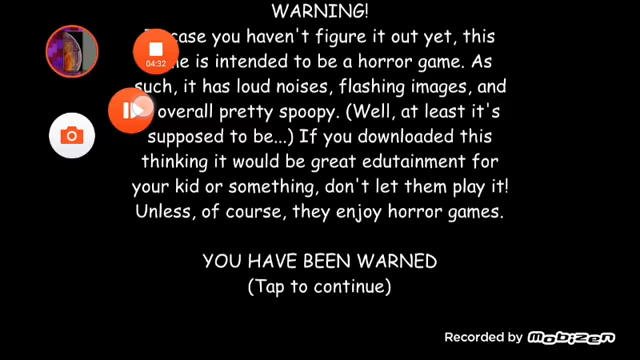 WARNING!
case you haven't figure it out yet, this
is intended to be a horror game. As
such, it has loud noises, flashing images, and
overall pretty spoopy. (Well, at least it's
supposed to be...) If you downloaded this
thinking it would be great edutainment for
your kid or something, don't let them play it!
Unless, of course, they enjoy horror games.
YOU HAVE BEEN WARNED
(Tap to continue)
04:32
Recorded by mobizen